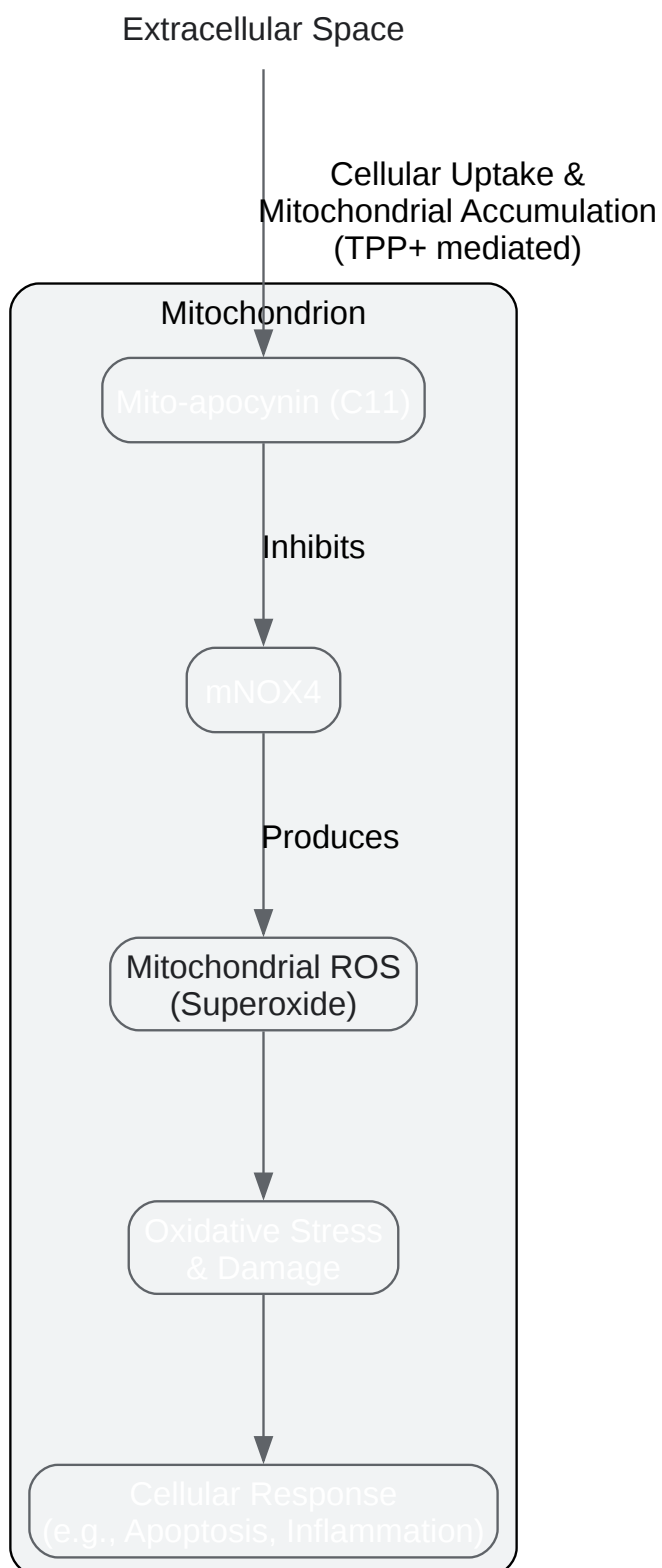 Extracellular Space
Cellular Uptake &
Mitochondrial Accumulation
(TPP+ mediated)
Mitochondrion
Mito-apocynin (C11)
Inhibits
mNOX4
Produces
Mitochondrial ROS
(Superoxide)
Oxidative Stress
& Damage
Cellular Response
(e.g., Apoptosis, Inflammation)